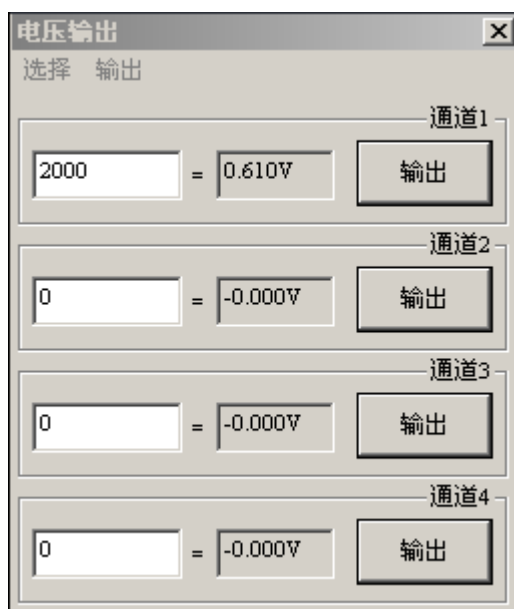 电压输出
选择 输出
通道1
2000 = 0.610V 输出
通道2
0 = -0.000V 输出
通道3
0 = -0.000V 输出
通道4
0 = -0.000V 输出